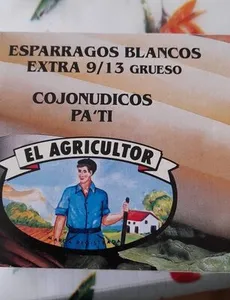 ESPARRAGOS BLANCOS
EXTRA 9/13 GRUESO
COJONUDICOS
PA'TI
EL AGRICULTOR